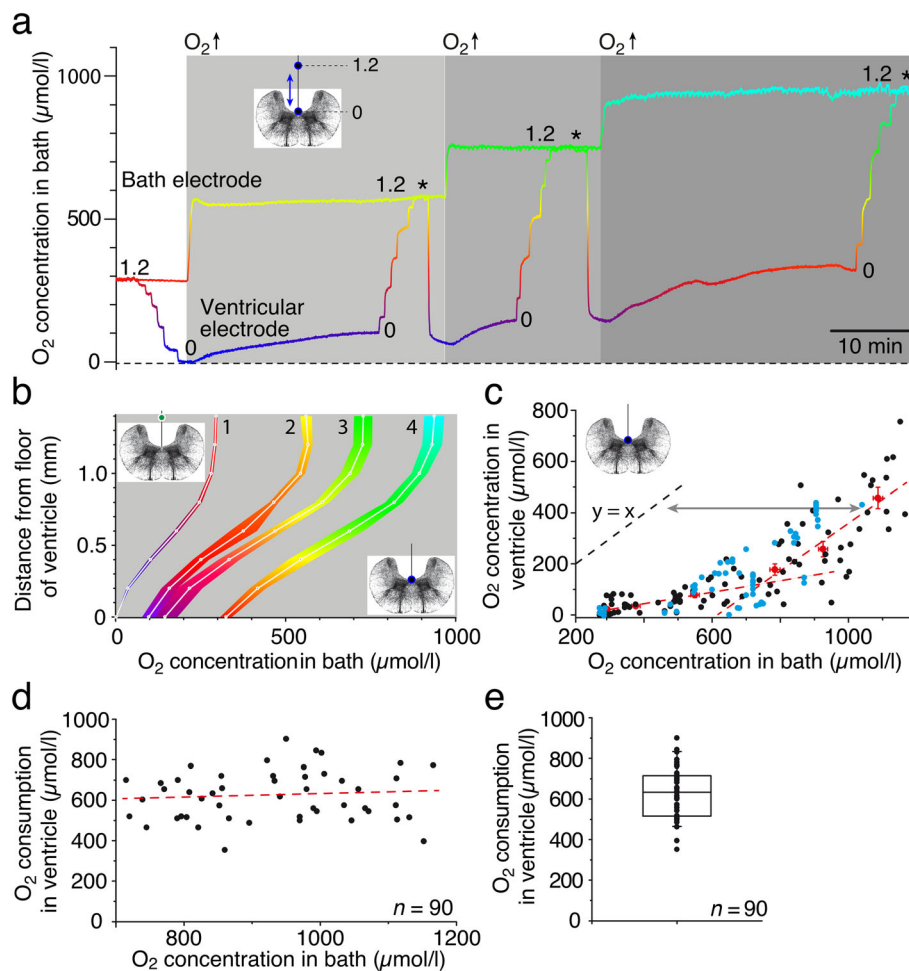 a
O₂↑ O₂↑ O₂↑
1000
500
0
O₂ concentration in bath (µmol/l)
1.2
0
1.2 *
1.2 *
1.2 *
Bath electrode
1.2
Ventricular
electrode
0
0
0
0
10 min
b
1 2 3 4
1.0
0.5
0
Distance from floor
of ventricle (mm)
0 500 1000
O₂ concentration in bath (µmol/l)
c
800
600
400
200
0
O₂ concentration in
ventricle (µmol/l)
y = x
200 400 600 800 1000
O₂ concentration in bath (µmol/l)
d
1000
800
600
400
200
0
O₂ consumption
in ventricle (µmol/l)
n = 90
800 1000 1200
O₂ concentration in bath (µmol/l)
e
1000
800
600
400
200
0
O₂ consumption
in ventricle (µmol/l)
n = 90